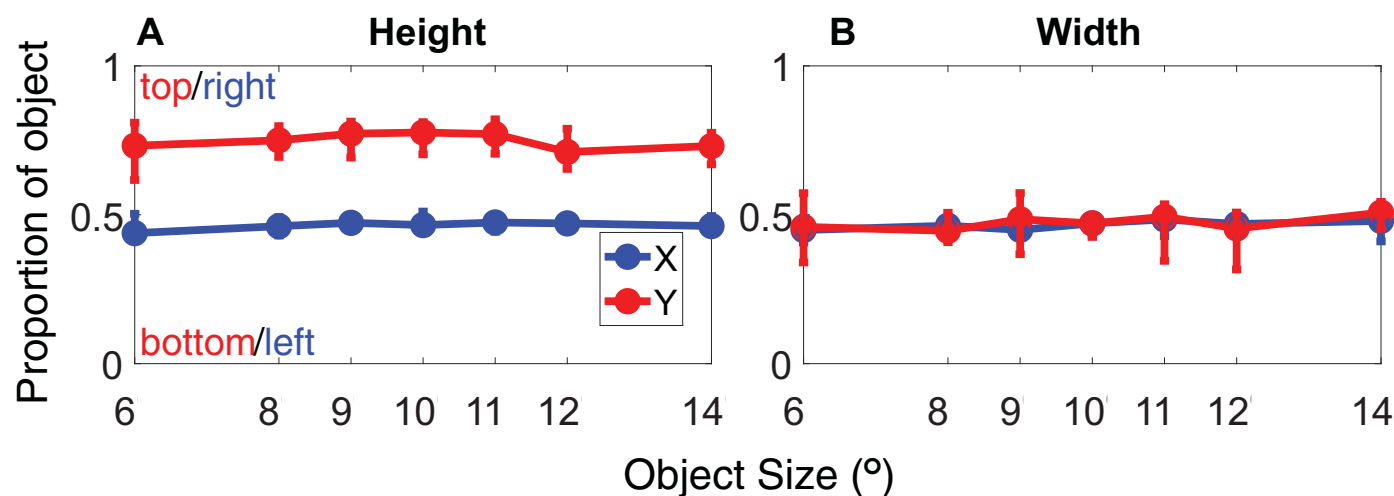 A Height
B Width
Proportion of object
1
top/right
0.5
X
Y
bottom/left
0
6 8 9 10 11 12 14
1
0.5
0
6 8 9 10 11 12 14
Object Size (º)